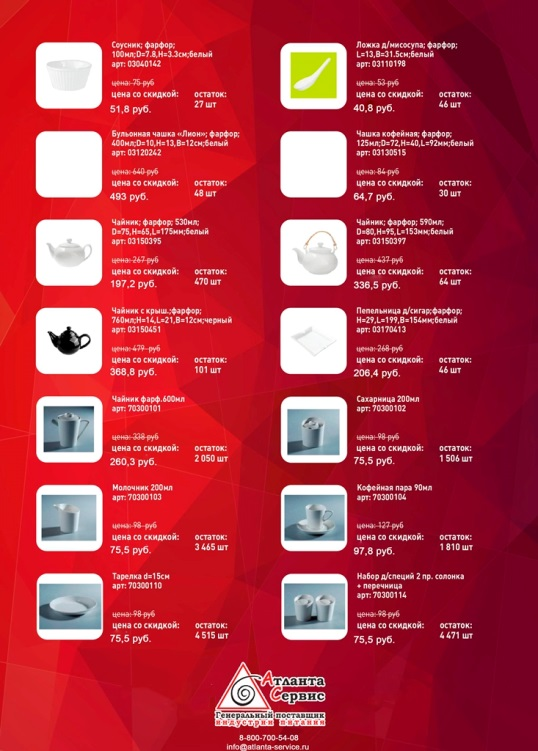 Соусник; фарфор;
100мл;D=7.8,H=3.3см;белый
арт: 03040142
цена: 75 руб
цена со скидкой:
51,8 руб.
остаток:
27 шт
Ложка д/мисосупа; фарфор;
L=13,B=31.5см;белый
арт: 03110198
цена: 53 руб
цена со скидкой:
40,8 руб.
остаток:
46 шт
Бульонная чашка «Лион»; фарфор;
400мл;D=10,H=13,B=12см;белый
арт: 03120242
цена: 640 руб
цена со скидкой:
493 руб.
остаток:
48 шт
Чашка кофейная; фарфор;
125мл;D=72,H=40,L=92мм;белый
арт: 03130515
цена: 84 руб
цена со скидкой:
64,7 руб.
остаток:
30 шт
Чайник; фарфор; 530мл;
D=75,H=65,L=175мм;белый
арт: 03150395
цена: 267 руб
цена со скидкой:
197,2 руб.
остаток:
470 шт
Чайник; фарфор; 590мл;
D=80,H=95,L=153мм;белый
арт: 03150397
цена: 437 руб
цена со скидкой:
336,5 руб.
остаток:
64 шт
Чайник с крыш.;фарфор;
760мл;H=14,L=21,B=12см;черный
арт: 03150451
цена: 479 руб
цена со скидкой:
368,8 руб.
остаток:
101 шт
Пепельница д/сигар;фарфор;
H=29,L=199,B=154мм;белый
арт: 03170413
цена: 268 руб
цена со скидкой:
206,4 руб.
остаток:
46 шт
Чайник фарф.600мл
арт: 70300101
цена: 338 руб
цена со скидкой:
260,3 руб.
остаток:
2 050 шт
Сахарница 200мл
арт: 70300102
цена: 98 руб
цена со скидкой:
75,5 руб.
остаток:
1 506 шт
Молочник 200мл
арт: 70300103
цена: 98 руб
цена со скидкой:
75,5 руб.
остаток:
3 465 шт
Кофейная пара 90мл
арт: 70300104
цена: 127 руб
цена со скидкой:
97,8 руб.
остаток:
1 810 шт
Тарелка d=15см
арт: 70300110
цена: 98 руб
цена со скидкой:
75,5 руб.
остаток:
4 515 шт
Набор д/специй 2 пр. солонка
+ перечница
арт: 70300114
цена: 98 руб
цена со скидкой:
75,5 руб.
остаток:
4 471 шт
Атланта
Сервис
Генеральный поставщик
индустрии питания
8-800-700-54-08
info@atlanta-service.ru